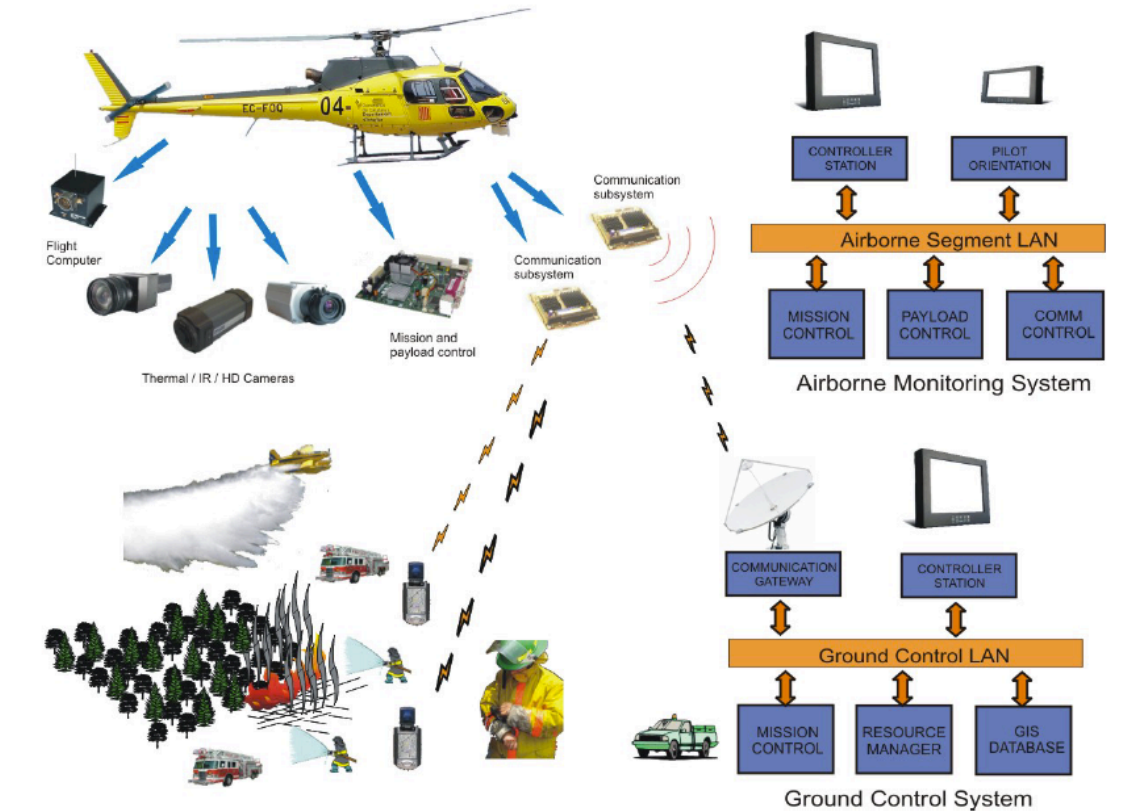 EC-FOQ
04
Flight
Computer
Thermal / IR / HD Cameras
Mission and
payload control
Communication
subsystem
Communication
subsystem
CONTROLLER
STATION
PILOT
ORIENTATION
Airborne Segment LAN
MISSION
CONTROL
PAYLOAD
CONTROL
COMM
CONTROL
Airborne Monitoring System
COMMUNICATION
GATEWAY
CONTROLLER
STATION
Ground Control LAN
MISSION
CONTROL
RESOURCE
MANAGER
GIS
DATABASE
Ground Control System